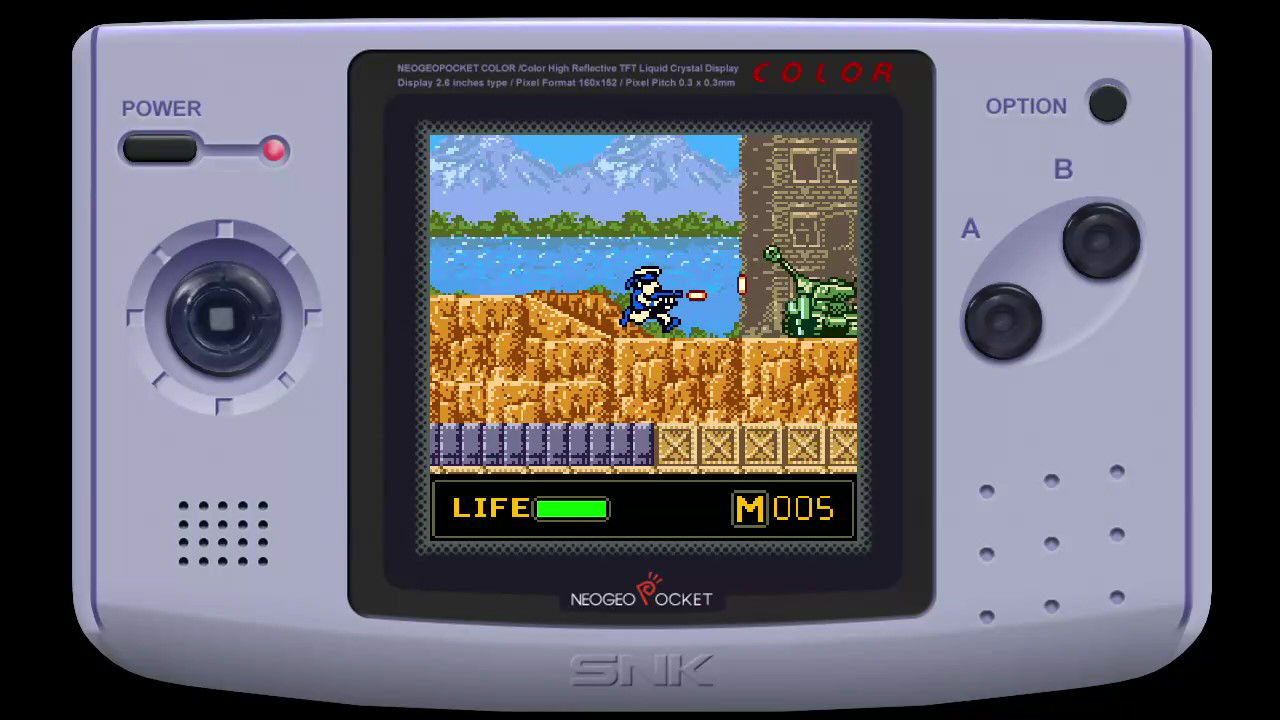 NEOGEOPOCKET COLOR /Color High Reflective TFT Liquid Crystal Display
Display 2.6 inches type / Pixel Format 160x152 / Pixel Pitch 0.3 x 0.3mm
COLOR
POWER
OPTION
B
A
LIFE
M 005
NEOGEO POCKET
SNK